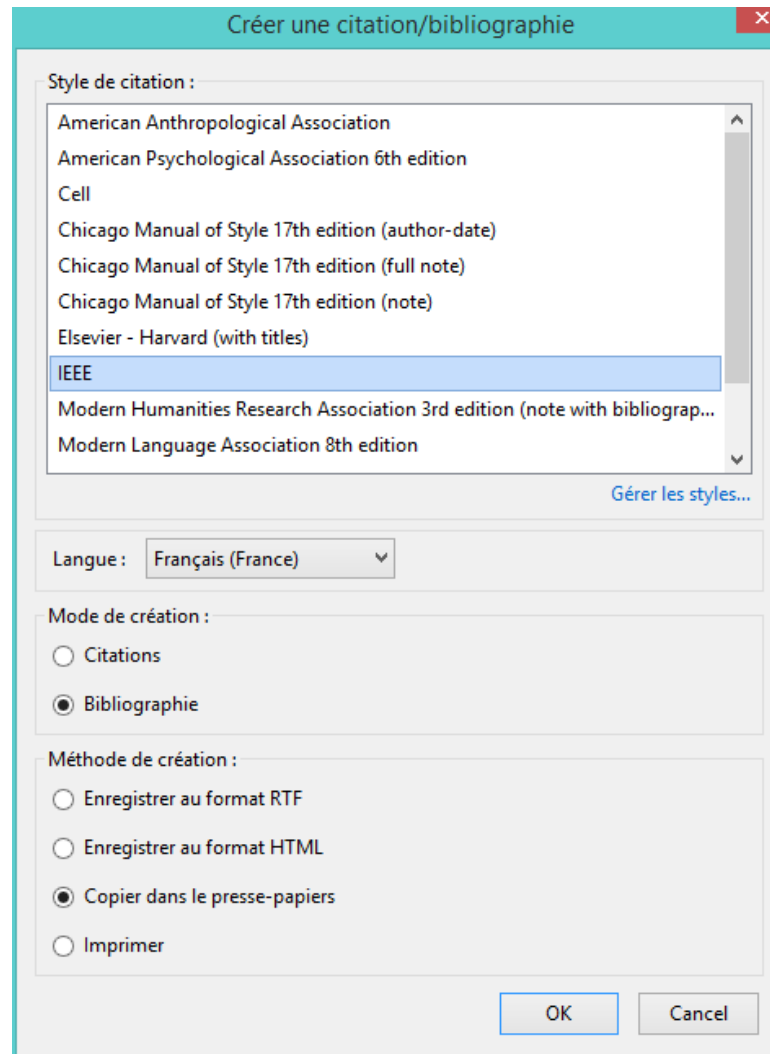 Créer une citation/bibliographie
Style de citation :
American Anthropological Association
American Psychological Association 6th edition
Cell
Chicago Manual of Style 17th edition (author-date)
Chicago Manual of Style 17th edition (full note)
Chicago Manual of Style 17th edition (note)
Elsevier - Harvard (with titles)
IEEE
Modern Humanities Research Association 3rd edition (note with bibliograp...
Modern Language Association 8th edition
Gérer les styles...
Langue : Français (France)
Mode de création :
Citations
Bibliographie
Méthode de création :
Enregistrer au format RTF
Enregistrer au format HTML
Copier dans le presse-papiers
Imprimer
OK Cancel